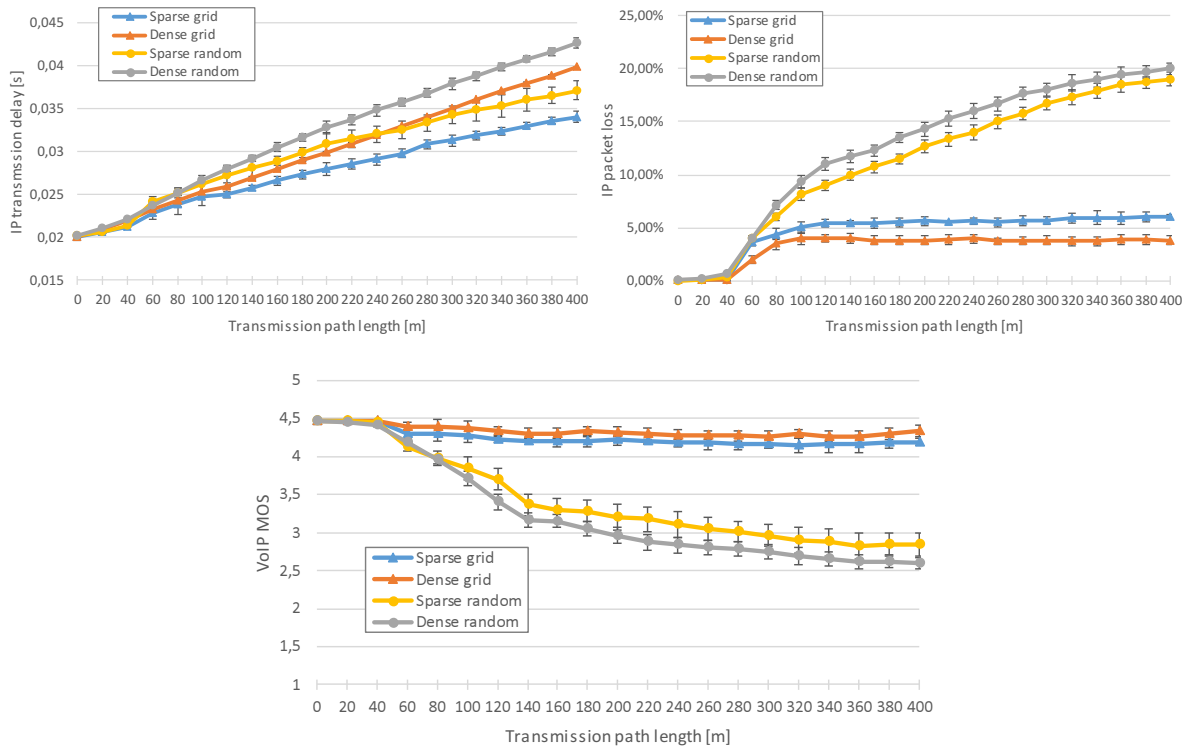 IP transmission delay [s]
0,045
0,04
0,035
0,03
0,025
0,02
0,015
Sparse grid
Dense grid
Sparse random
Dense random
0 20 40 60 80 100 120 140 160 180 200 220 240 260 280 300 320 340 360 380 400
Transmission path length [m]
IP packet loss
25,00%
20,00%
15,00%
10,00%
5,00%
0,00%
Sparse grid
Dense grid
Sparse random
Dense random
0 20 40 60 80 100 120 140 160 180 200 220 240 260 280 300 320 340 360 380 400
Transmission path length [m]
VoIP MOS
5
4,5
4
3,5
3
2,5
2
1,5
1
Sparse grid
Dense grid
Sparse random
Dense random
0 20 40 60 80 100 120 140 160 180 200 220 240 260 280 300 320 340 360 380 400
Transmission path length [m]